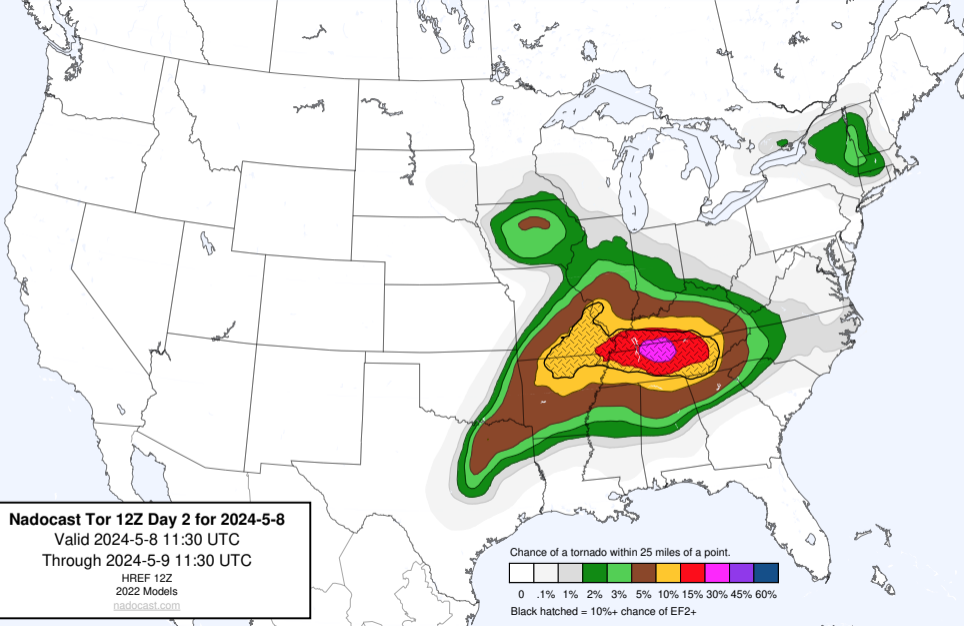 Nadocast Tor 12Z Day 2 for 2024-5-8
Valid 2024-5-8 11:30 UTC
Through 2024-5-9 11:30 UTC
HREF 12Z
2022 Models
nadocast.com
Chance of a tornado within 25 miles of a point.
0 .1% 1% 2% 3% 5% 10% 15% 30% 45% 60%
Black hatched = 10%+ chance of EF2+